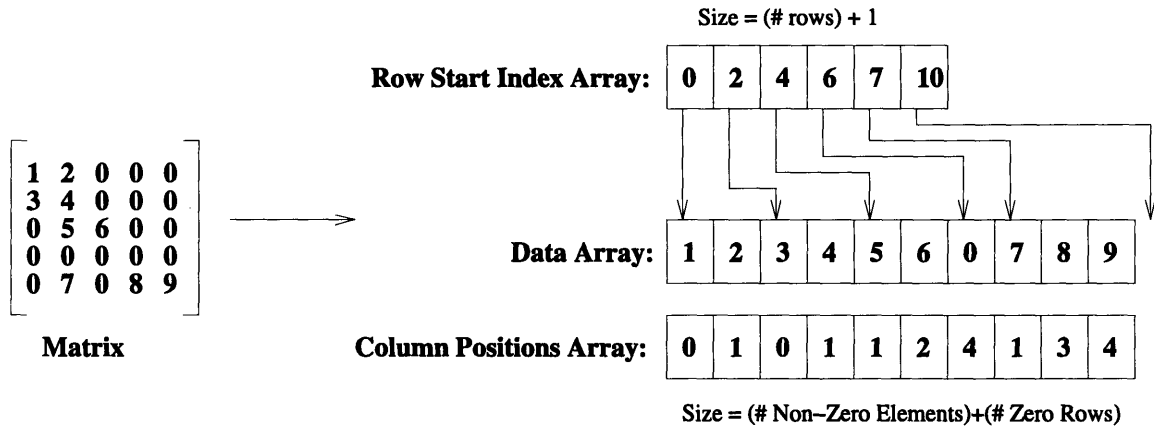 Size = (# rows) + 1
Row Start Index Array: 0 2 4 6 7 10
1 2 0 0 0
3 4 0 0 0
0 5 6 0 0
0 0 0 0 0
0 7 0 8 9
Matrix
Data Array: 1 2 3 4 5 6 0 7 8 9
Column Positions Array: 0 1 0 1 1 2 4 1 3 4
Size = (# Non–Zero Elements)+(# Zero Rows)